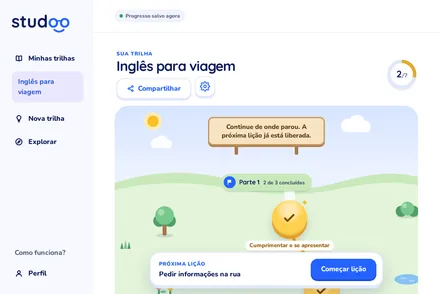 studoo
Progresso salvo agora
Minhas trilhas
Inglês para
viagem
Nova trilha
Explorar
Como funciona?
Perfil
SUA TRILHA
Inglês para viagem
Compartilhar
2/7
Continue de onde parou. A
próxima lição já está liberada.
Parte 1 2 de 3 concluídas
Cumprimentar e se apresentar
PRÓXIMA LIÇÃO
Pedir informações na rua
Começar lição